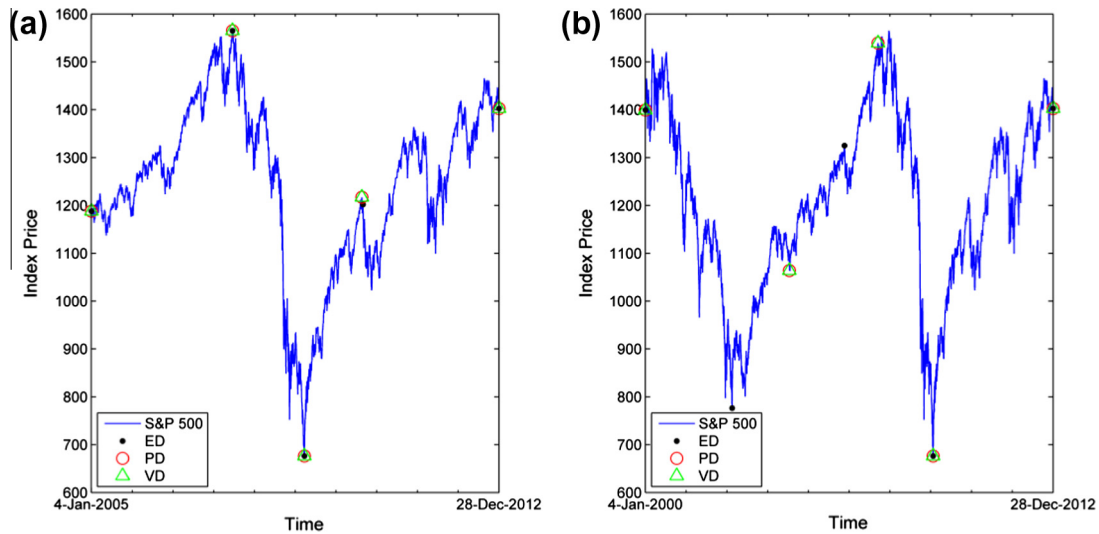 (a)
1600
1500
1400
1300
1200
1100
1000
900
800
700
600
Index Price
S&P 500
ED
PD
VD
4-Jan-2005
28-Dec-2012
Time
(b)
1600
1500
1400
1300
1200
1100
1000
900
800
700
600
Index Price
S&P 500
ED
PD
VD
4-Jan-2000
28-Dec-2012
Time